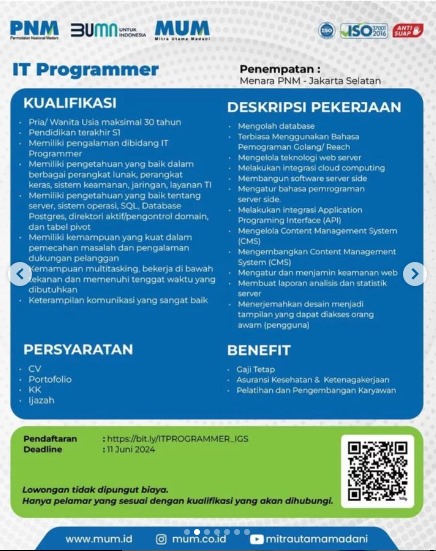 PNM
Permodalan Nasional Madani
BUMN UNTUK INDONESIA
MUM
Mitra Utama Madani
ISO
ISO 37001 2016
ANTI SUAP
IT Programmer
Penempatan :
Menara PNM - Jakarta Selatan
KUALIFIKASI
• Pria/ Wanita Usia maksimal 30 tahun
• Pendidikan terakhir S1
• Memiliki pengalaman dibidang IT
Programmer
• Memiliki pengetahuan yang baik dalam
berbagai perangkat lunak, perangkat
keras, sistem keamanan, jaringan, layanan TI
• Memiliki pengetahuan yang baik tentang
server, sistem operasi, SQL, Database
Postgres, direktori aktif/pengontrol domain,
dan tabel pivot
• Memiliki kemampuan yang kuat dalam
pemecahan masalah dan pengalaman
dukungan pelanggan
Kemampuan multitasking, bekerja di bawah
tekanan dan memenuhi tenggat waktu yang
dibutuhkan
• Keterampilan komunikasi yang sangat baik
DESKRIPSI PEKERJAAN
• Mengolah database
• Terbiasa Menggunakan Bahasa
Pemograman Golang/ Reach
• Mengelola teknologi web server
• Melakukan integrasi cloud computing
• Membangun software server side
• Mengatur bahasa pemrograman
server side.
• Melakukan integrasi Application
Programing Interface (API)
• Mengelola Content Management System
(CMS)
• Mengembangkan Content Management
System (CMS)
• Mengatur dan menjamin keamanan web
• Membuat laporan analisis dan statistik
server
• Menerjemahkan desain menjadi
tampilan yang dapat diakses orang
awam (pengguna)
PERSYARATAN
• CV
• Portofolio
• KK
• Ijazah
BENEFIT
• Gaji Tetap
• Asuransi Kesehatan & Ketenagakerjaan
• Pelatihan dan Pengembangan Karyawan
Pendaftaran : https://bit.ly/ITPROGRAMMER_IGS
Deadline : 11 Juni 2024
Lowongan tidak dipungut biaya.
Hanya pelamar yang sesuai dengan kualifikasi yang akan dihubungi.
www.mum.id
mum.co.id
mitrautamamadani